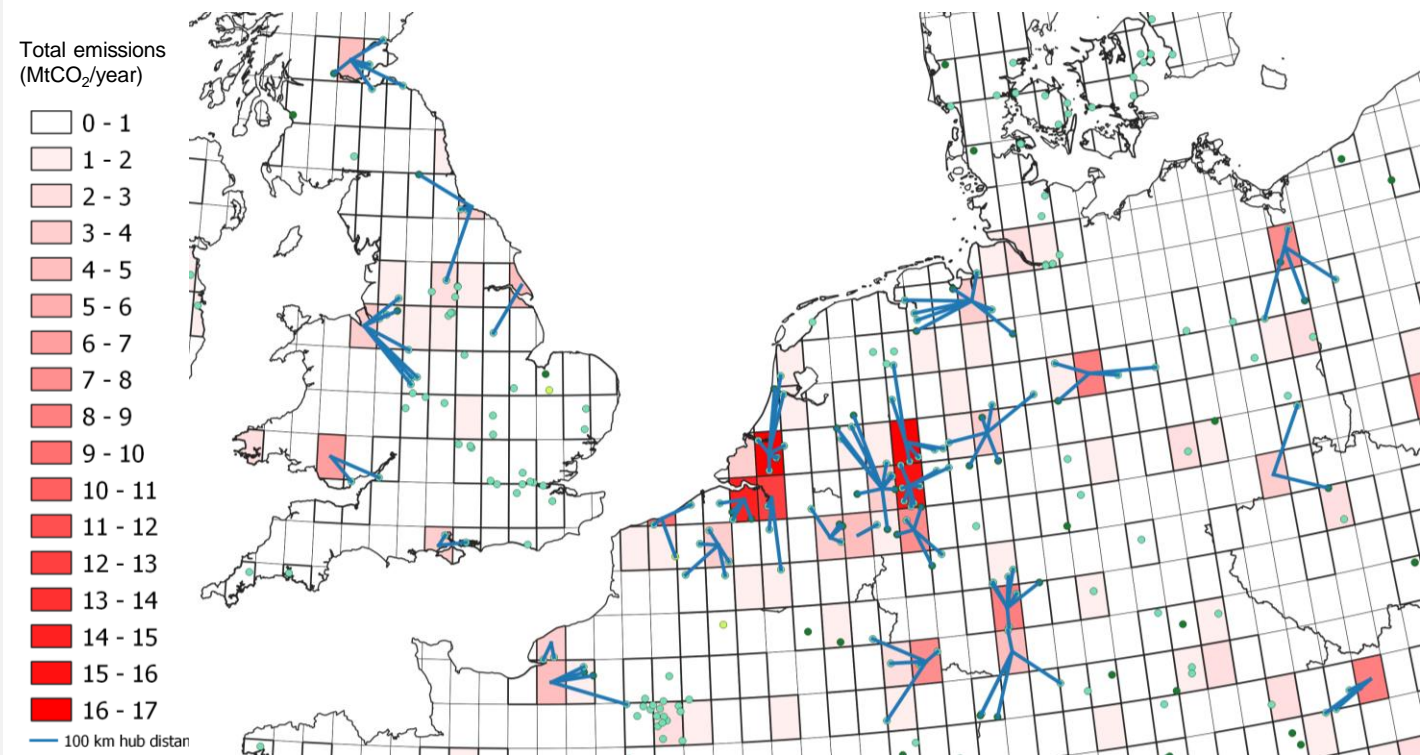 Total emissions
(MtCO₂/year)
0 - 1
1 - 2
2 - 3
3 - 4
4 - 5
5 - 6
6 - 7
7 - 8
8 - 9
9 - 10
10 - 11
11 - 12
12 - 13
13 - 14
14 - 15
15 - 16
16 - 17
100 km hub distan